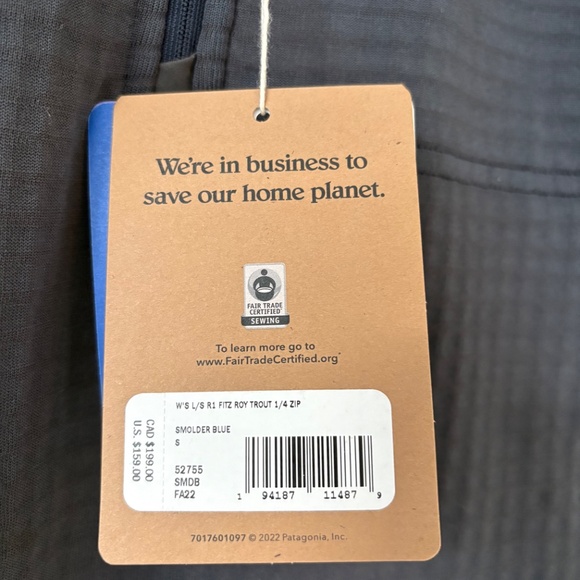 We're in business to
save our home planet.
FAIR TRADE
CERTIFIED
SEWING
To learn more go to
www.FairTradeCertified.org
W'S L/S R1 FITZ ROY TROUT 1/4 ZIP
SMOLDER BLUE
S
52755
SMDB
FA22
1 94187 11487 9
CAD $199.00
U.S. $159.00
7017601097 © 2022 Patagonia, Inc.